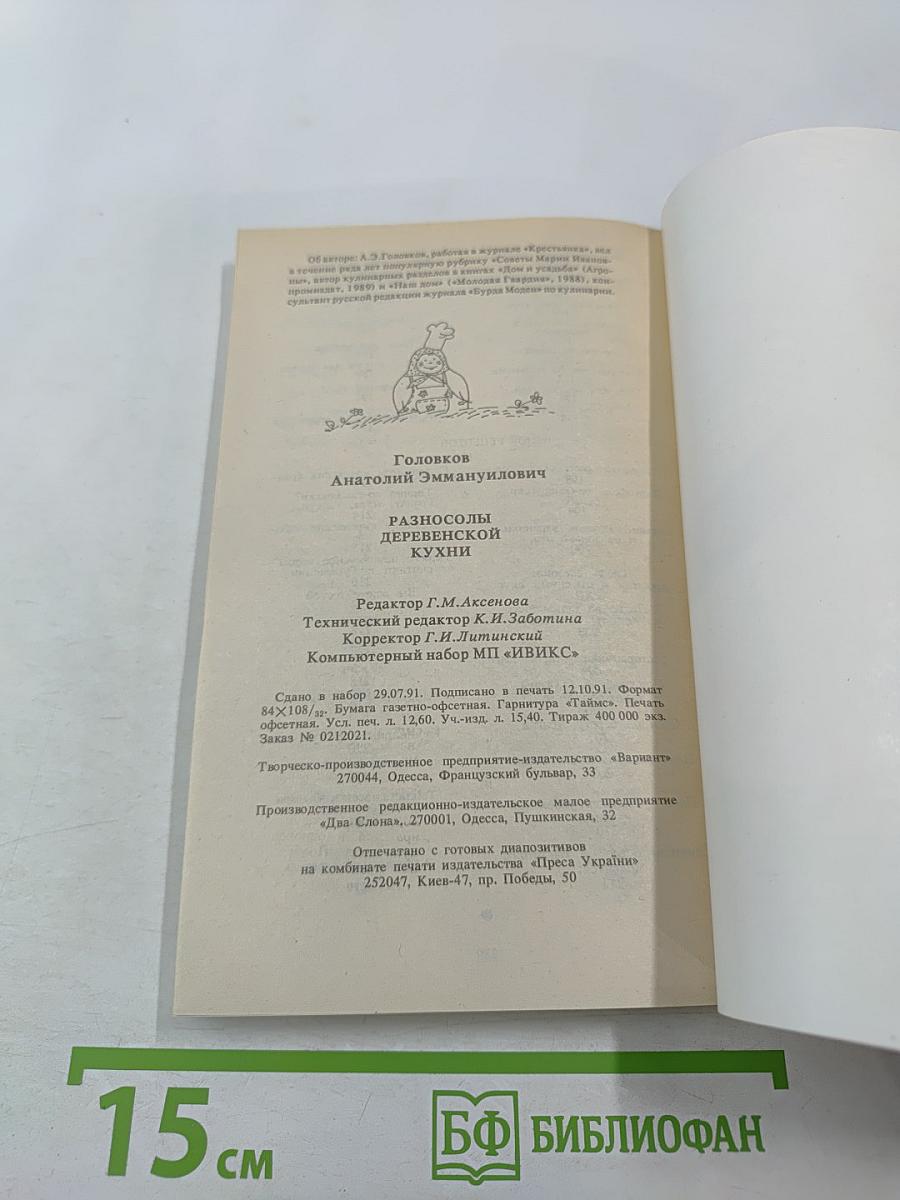 Об авторе: А.Э.Головков, работая в журнале «Крестьянка», вел
в течение ряда лет популярную рубрику «Советы Марии Иванов-
ны», автор кулинарных разделов в книгах «Дом и усадьба» (Агро-
промиздат, 1989) и «Наш дом» («Молодая Гвардия», 1988), кон-
сультант русской редакции журнала «Бурда Моден» по кулинарии.
Головков
Анатолий Эммануилович
РАЗНОСОЛЫ
ДЕРЕВЕНСКОЙ
КУХНИ
Редактор Г.М.Аксенова
Технический редактор К.И.Заботина
Корректор Г.И.Литинский
Компьютерный набор МП «ИВИКС»
Сдано в набор 29.07.91. Подписано в печать 12.10.91. Формат
84×108/32. Бумага газетно-офсетная. Гарнитура «Таймс». Печать
офсетная. Усл. печ. л. 12,60. Уч.-изд. л. 15,40. Тираж 400 000 экз.
Заказ № 0212021.
Творческо-производственное предприятие-издательство «Вариант»
270044, Одесса, Французский бульвар, 33
Производственное редакционно-издательское малое предприятие
«Два Слона». 270001, Одесса, Пушкинская, 32
Отпечатано с готовых диапозитивов
на комбинате печати издательства «Преса України»
252047, Киев-47, пр. Победы, 50
15 см
БФ БИБЛИОФАН